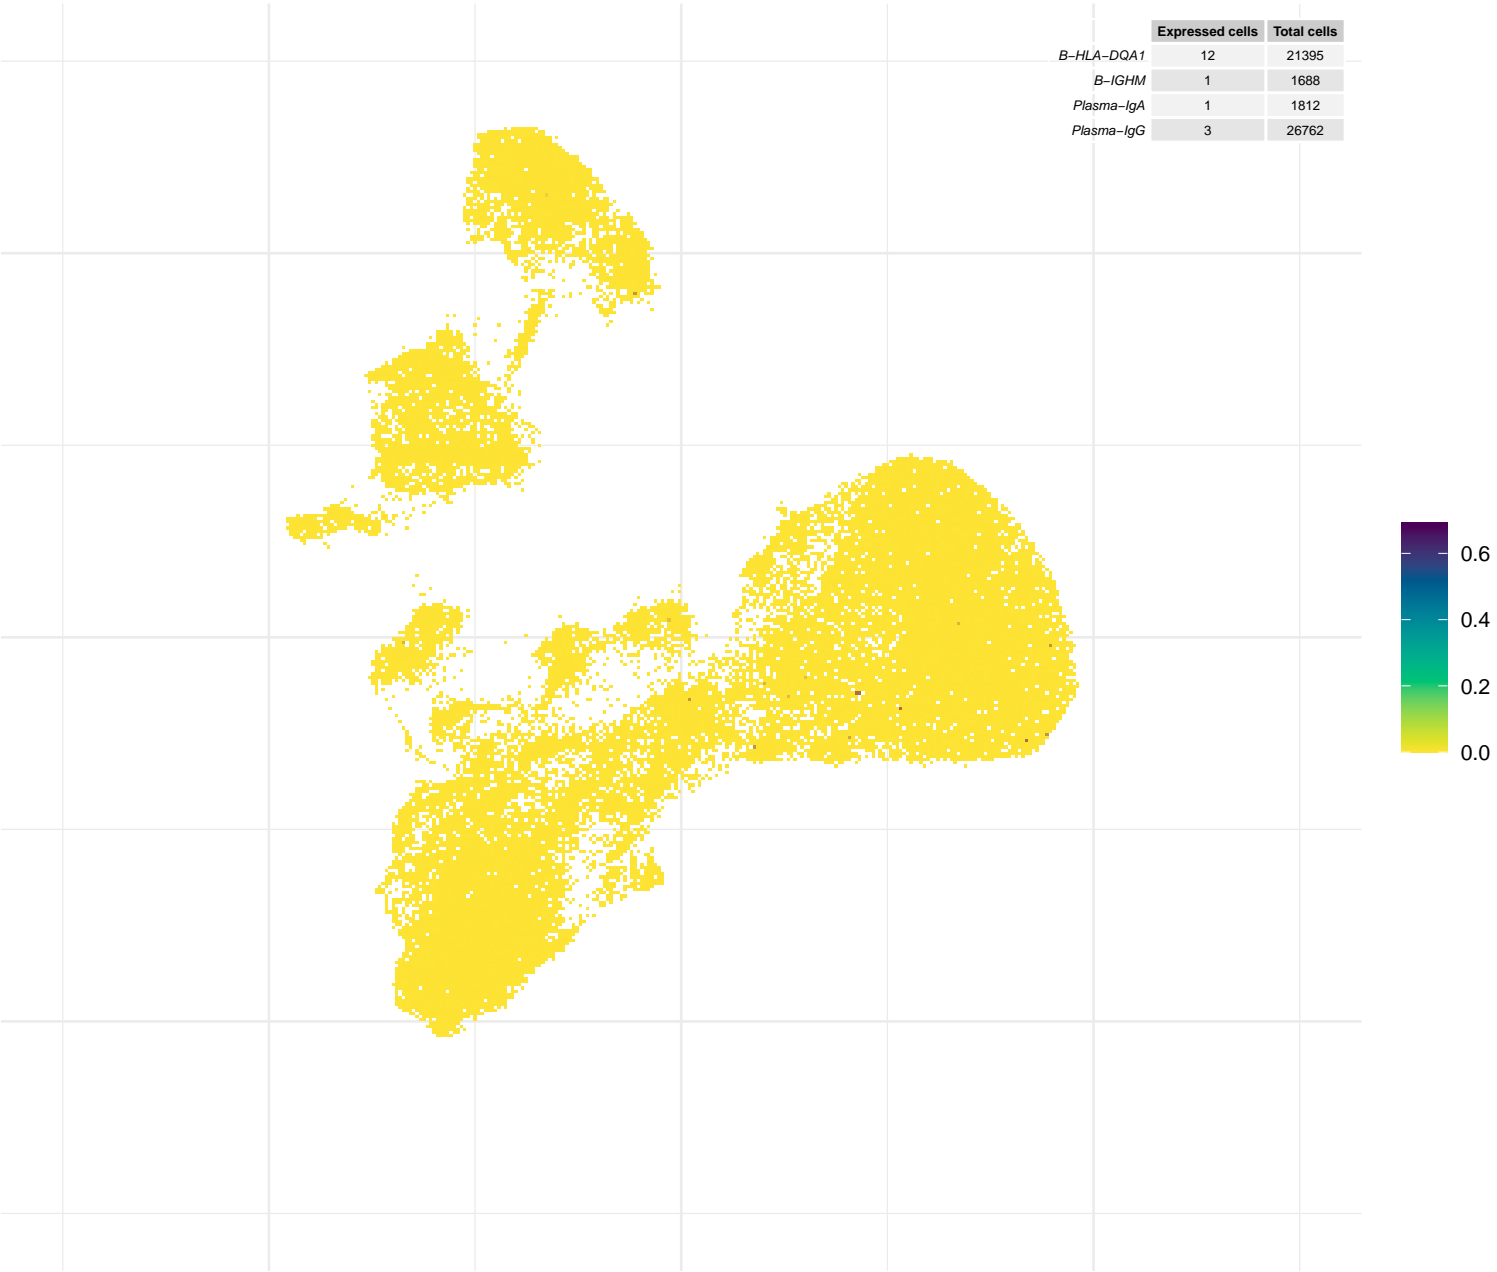 Expressed cells Total cells
B−HLA−DQA1 12 21395
B−IGHM 1 1688
Plasma−IgA 1 1812
Plasma−IgG 3 26762
0.6
0.4
0.2
0.0